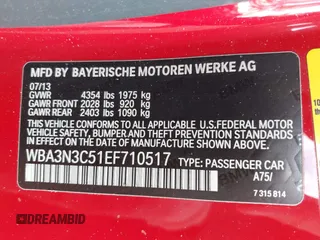 MFD BY BAYERISCHE MOTOREN WERKE AG
07/13
GVWR 4354 lbs 1975 kg
GAWR FRONT 2028 lbs 920 kg
GAWR REAR 2403 lbs 1090 kg
THIS VEHICLE CONFORMS TO ALL
APPLICABLE U.S. FEDERAL MOTOR
VEHICLE SAFETY, BUMPER, AND
THEFT PREVENTION STANDARDS IN
EFFECT ON THE DATE OF
MANUFACTURE SHOWN ABOVE.
WBA3N3C51EF710517 TYPE: PASSENGER CAR
A75/
7 315 814
DREAMBID